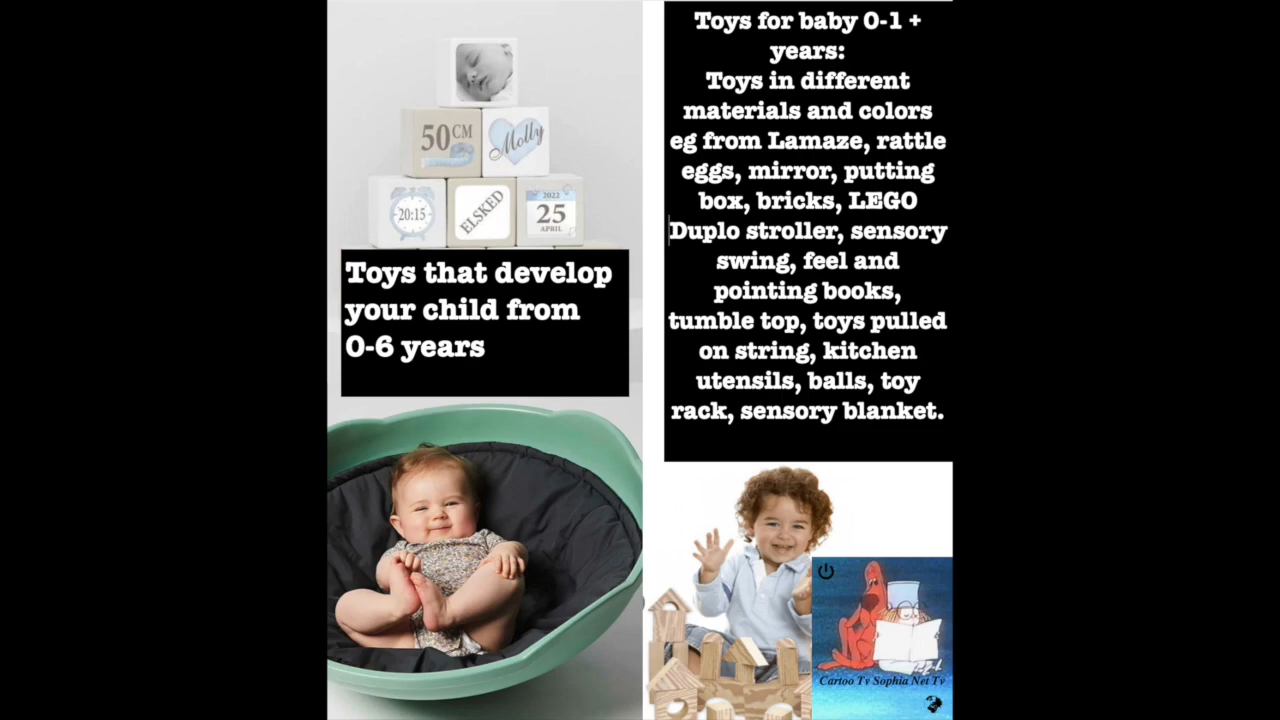 50 CM
Molly
20:15
ELSKED
2022
25
APRIL
Toys that develop
your child from
0-6 years
Toys for baby 0-1 +
years:
Toys in different
materials and colors
eg from Lamaze, rattle
eggs, mirror, putting
box, bricks, LEGO
Duplo stroller, sensory
swing, feel and
pointing books,
tumble top, toys pulled
on string, kitchen
utensils, balls, toy
rack, sensory blanket.
Cartoo Tv Sophia Net Tv